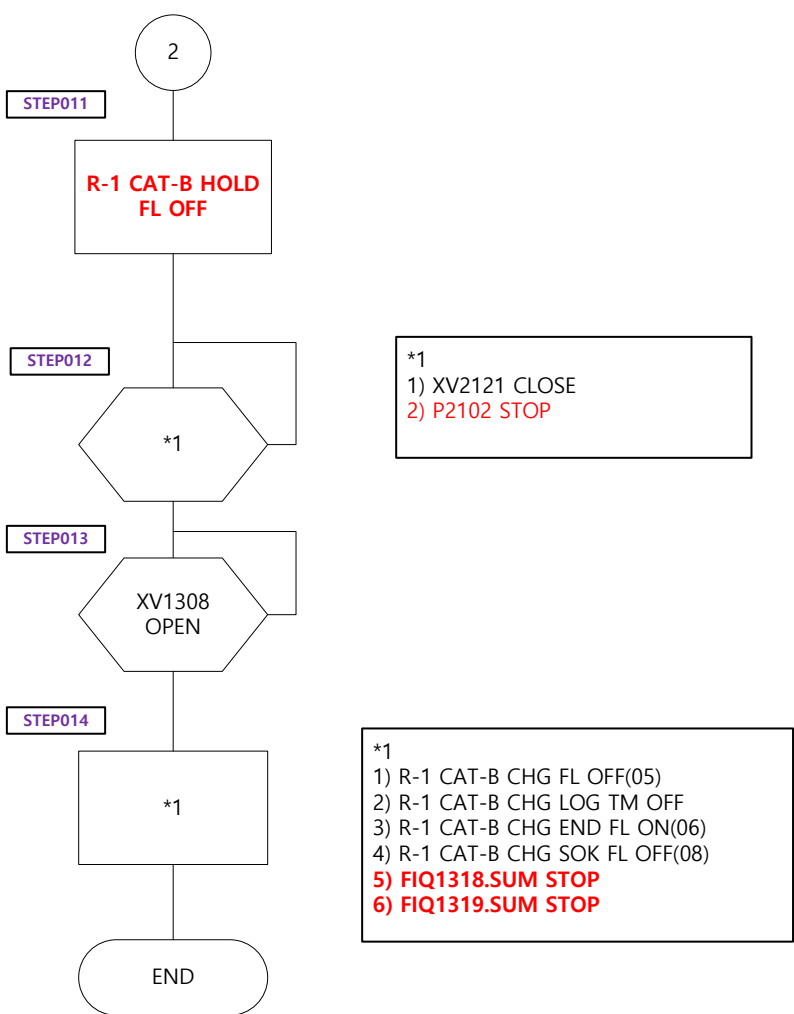 2
STEP011
R-1 CAT-B HOLD
FL OFF
STEP012
*1
*1
1) XV2121 CLOSE
2) P2102 STOP
STEP013
XV1308
OPEN
STEP014
*1
*1
1) R-1 CAT-B CHG FL OFF(05)
2) R-1 CAT-B CHG LOG TM OFF
3) R-1 CAT-B CHG END FL ON(06)
4) R-1 CAT-B CHG SOK FL OFF(08)
5) FIQ1318.SUM STOP
6) FIQ1319.SUM STOP
END